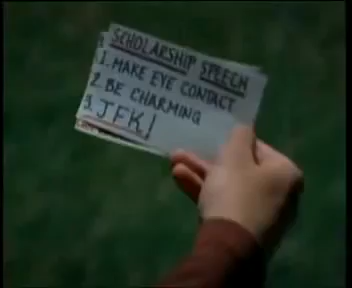 SCHOLARSHIP SPEECH
1. MAKE EYE CONTACT
2. BE CHARMING
3. JFK!